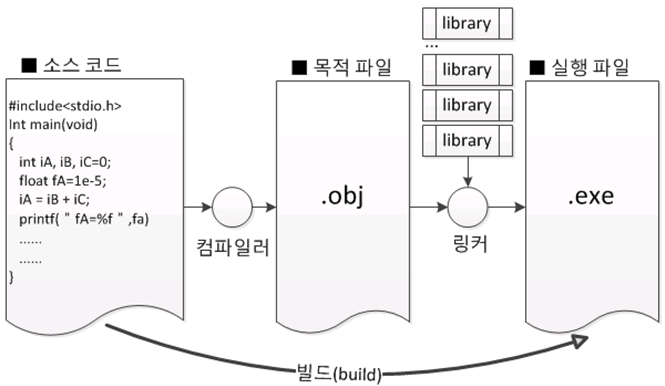 library
...
library
library
library
■ 소스 코드
■ 목적 파일
■ 실행 파일
#include<stdio.h>
Int main(void)
{
int iA, iB, iC=0;
float fA=1e-5;
iA = iB + iC;
printf( " fA=%f " ,fa)
......
......
}
컴파일러
.obj
링커
.exe
빌드(build)